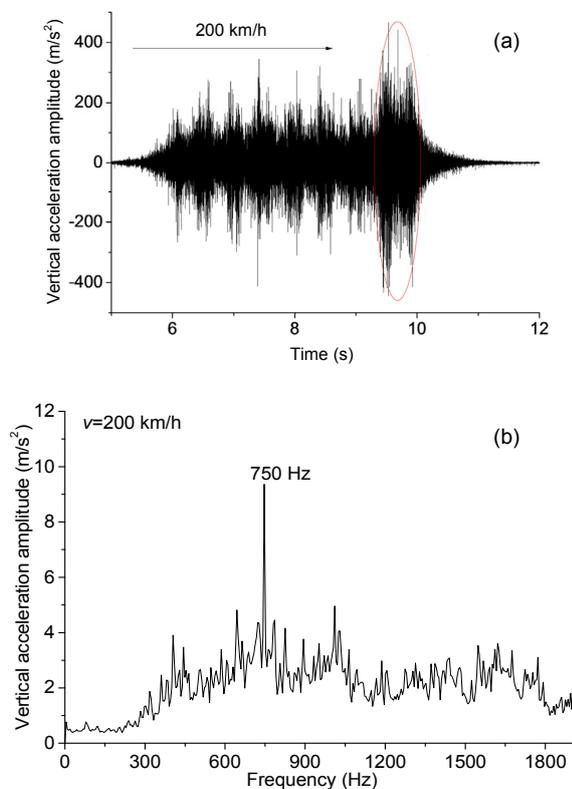 200 km/h
(a)
400
200
0
-200
-400
6
8
10
12
Vertical acceleration amplitude (m/s²)
Time (s)
v=200 km/h
(b)
750 Hz
12
10
8
6
4
2
0
0
300
600
900
1200
1500
1800
Vertical acceleration amplitude (m/s²)
Frequency (Hz)